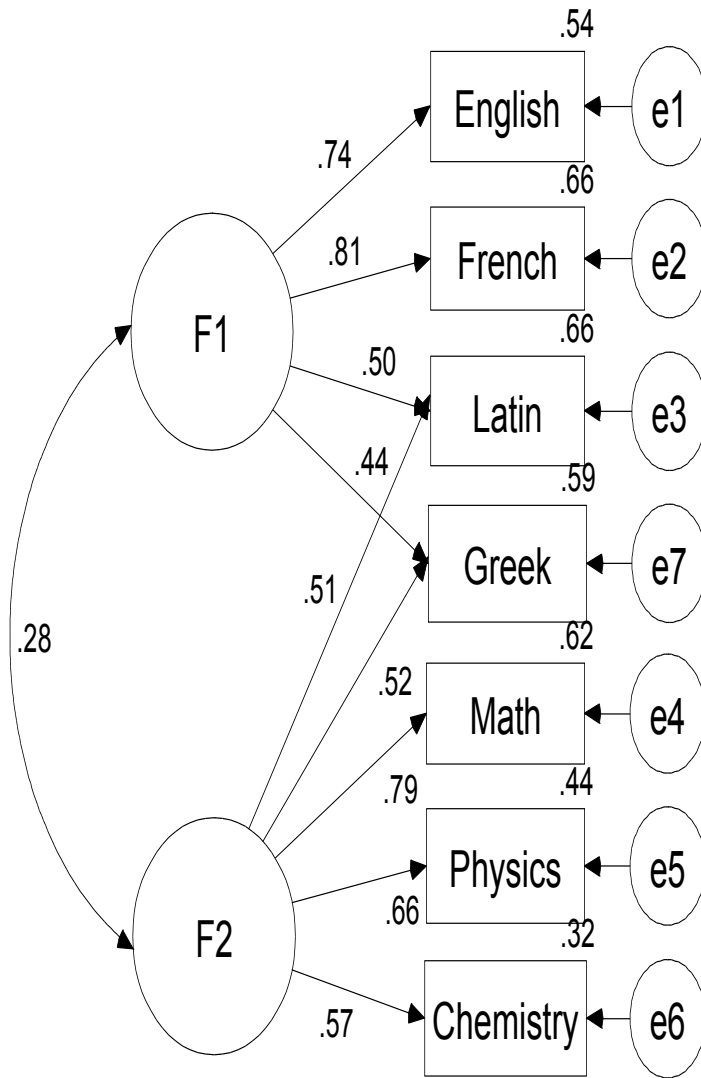 .54
English
e1
.74
.66
French
e2
.81
.66
F1
Latin
e3
.50
.59
.44
Greek
e7
.51
.62
.28
.52
Math
e4
.79
.44
Physics
e5
.66
.32
F2
Chemistry
e6
.57